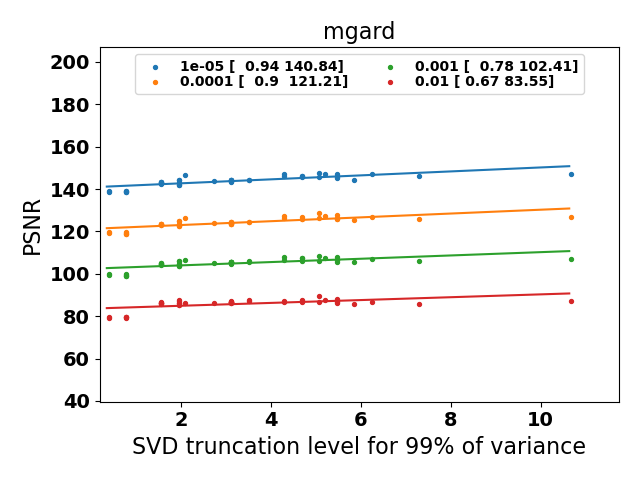 mgard
1e-05 [  0.94 140.84]
0.0001 [  0.9  121.21]
0.001 [  0.78 102.41]
0.01 [ 0.67 83.55]
200
180
160
140
120
100
80
60
40
PSNR
2 4 6 8 10
SVD truncation level for 99% of variance